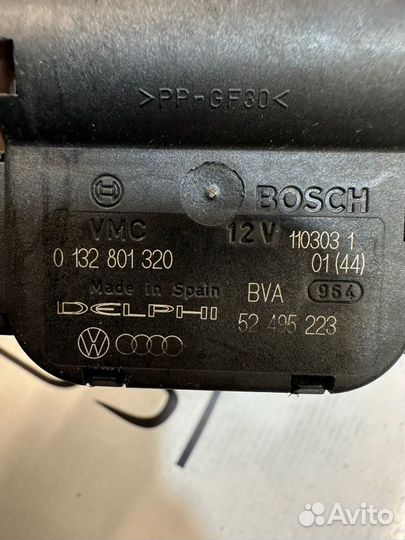 >PP-GF30<
BOSCH
VMC 12V 110303 1
0 132 801 320 01(44)
Made in Spain BVA 964
DELPHI 52 495 223
Avito